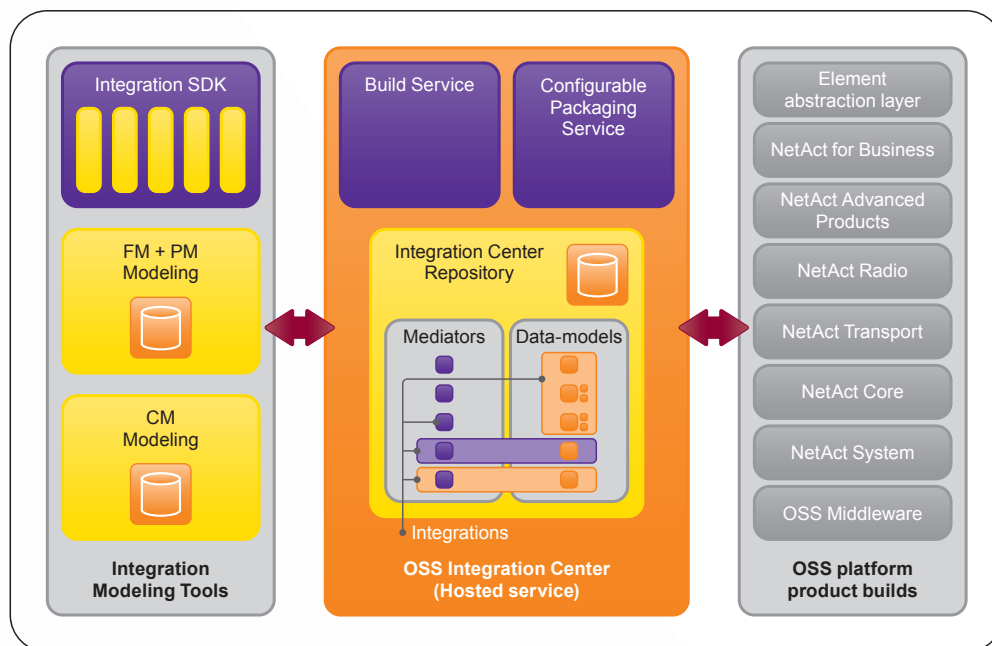 Integration SDK
FM + PM
Modeling
CM
Modeling
Integration
Modeling Tools
Build Service
Configurable
Packaging
Service
Integration Center
Repository
Mediators
Data-models
Integrations
OSS Integration Center
(Hosted service)
Element
abstraction layer
NetAct for Business
NetAct Advanced
Products
NetAct Radio
NetAct Transport
NetAct Core
NetAct System
OSS Middleware
OSS platform
product builds